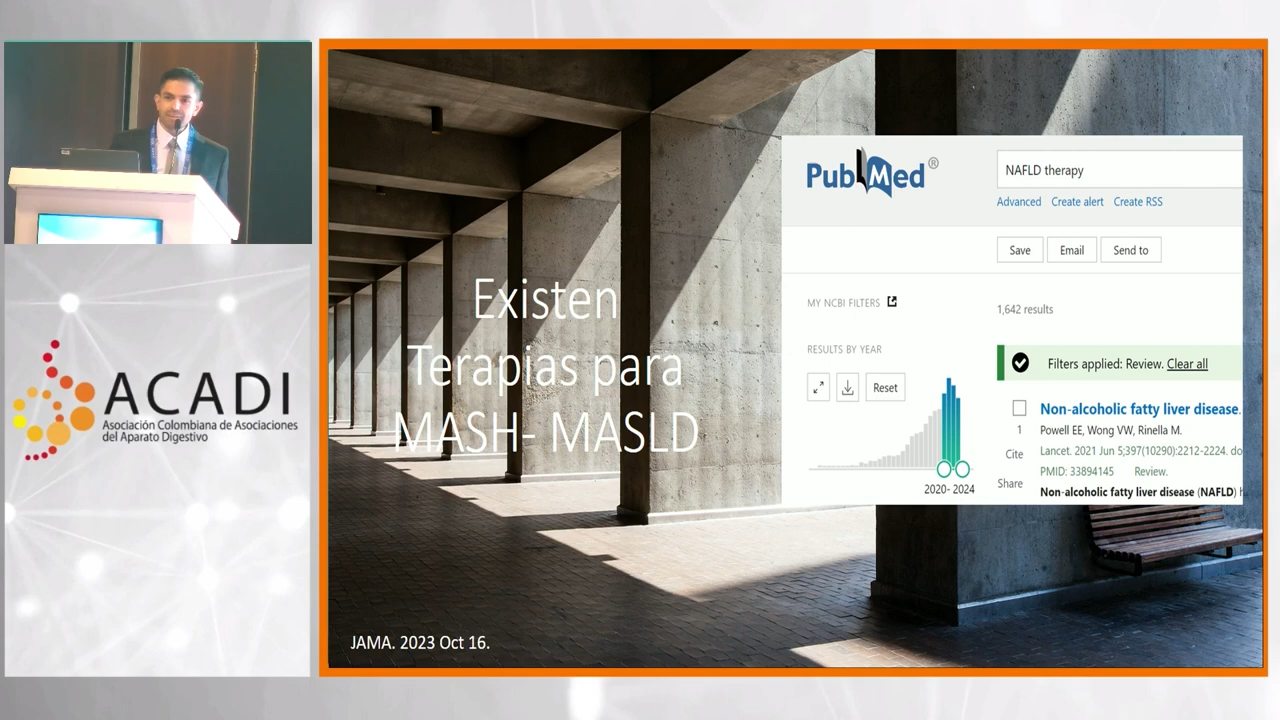 ACADI
Asociación Colombiana de Asociaciones
del Aparato Digestivo
Existen
Terapias para
MASH- MASLD
JAMA. 2023 Oct 16.
PubMed®
NAFLD therapy
Advanced Create alert Create RSS
Save Email Send to
MY NCBI FILTERS
1,642 results
RESULTS BY YEAR
Filters applied: Review. Clear all
Reset
Non-alcoholic fatty liver disease.
1
Powell EE, Wong VW, Rinella M.
Cite
Lancet. 2021 Jun 5;397(10290):2212-2224. do
PMID: 33894145 Review.
Share
2020- 2024
Non-alcoholic fatty liver disease (NAFLD) h